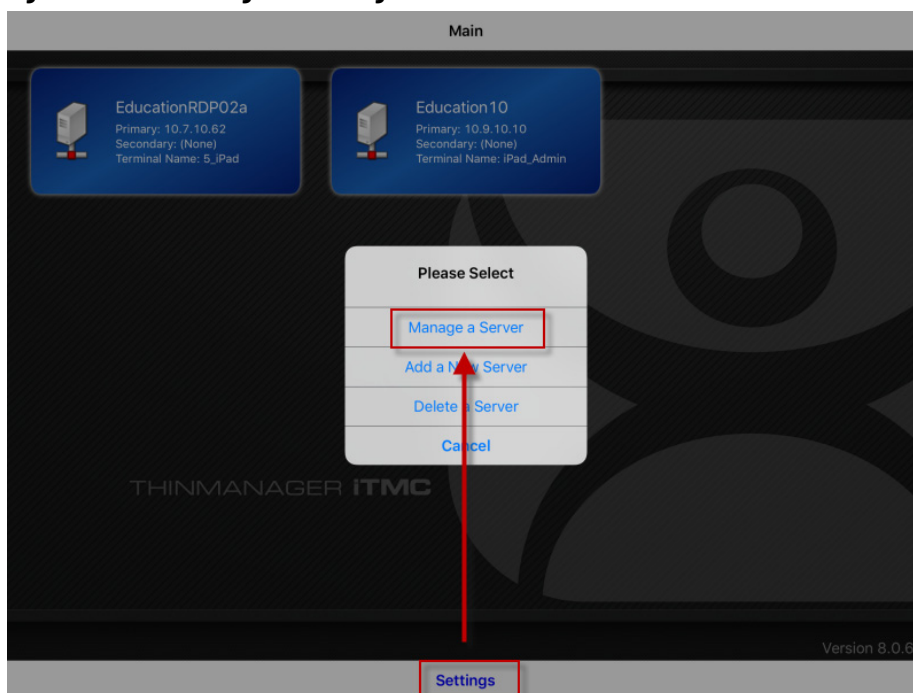 Main
EducationRDP02a
Primary: 10.7.10.62
Secondary: (None)
Terminal Name: 5_iPad
Education10
Primary: 10.9.10.10
Secondary: (None)
Terminal Name: iPad_Admin
Please Select
Manage a Server
Add a New Server
Delete a Server
Cancel
THINMANAGER iTMC
Version 8.0.6
Settings